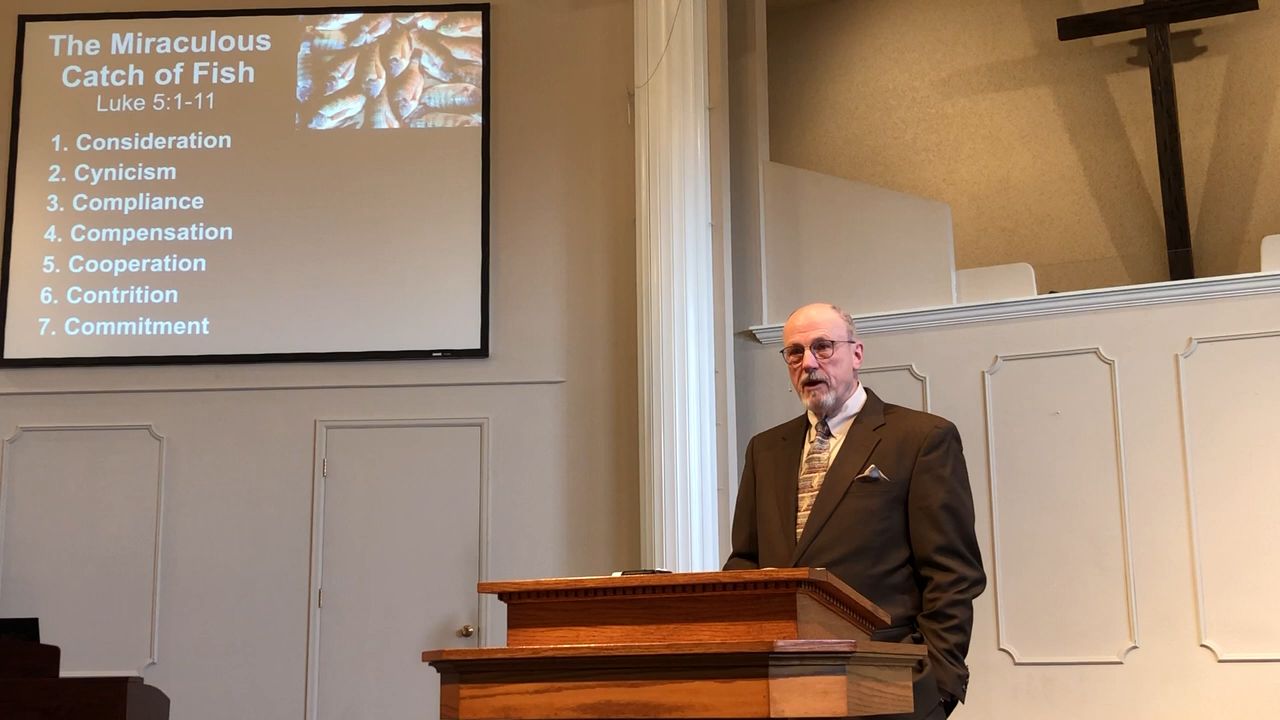 The Miraculous
Catch of Fish
Luke 5:1-11
1. Consideration
2. Cynicism
3. Compliance
4. Compensation
5. Cooperation
6. Contrition
7. Commitment